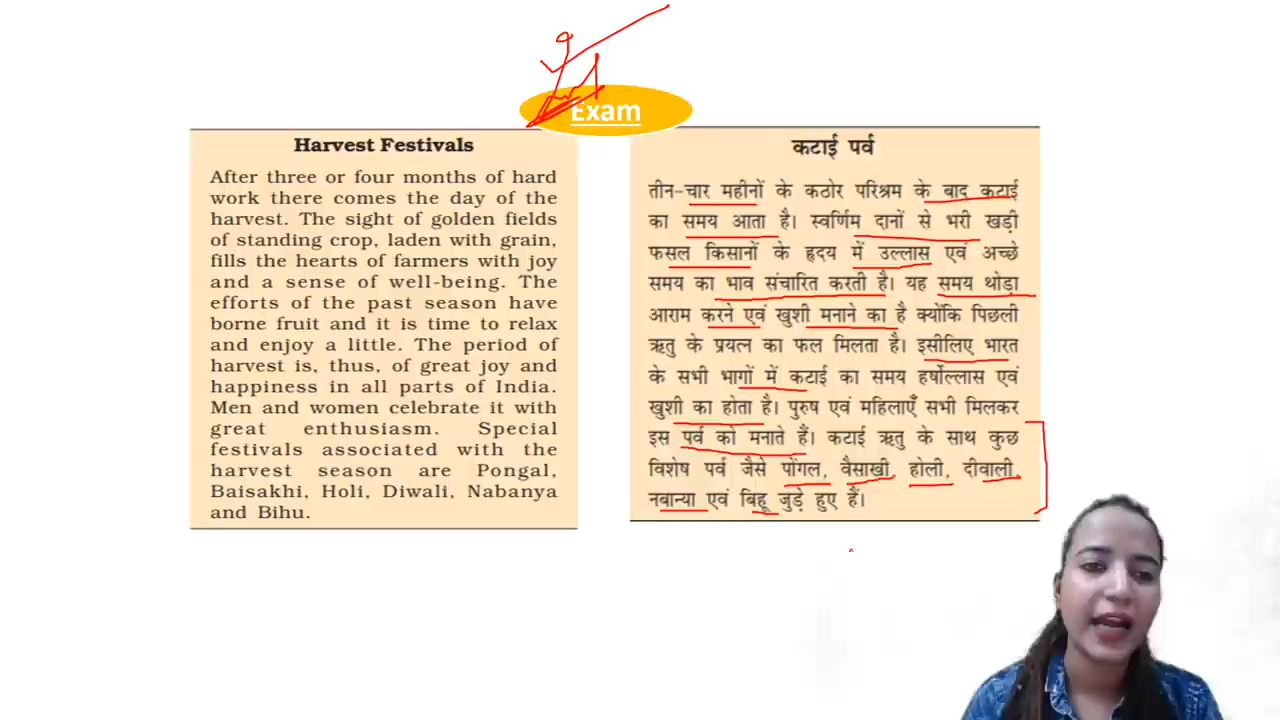 Exam
Harvest Festivals
After three or four months of hard
work there comes the day of the
harvest. The sight of golden fields
of standing crop, laden with grain,
fills the hearts of farmers with joy
and a sense of well-being. The
efforts of the past season have
borne fruit and it is time to relax
and enjoy a little. The period of
harvest is, thus, of great joy and
happiness in all parts of India.
Men and women celebrate it with
great enthusiasm. Special
festivals associated with the
harvest season are Pongal,
Baisakhi, Holi, Diwali, Nabanya
and Bihu.
कटाई पर्व
तीन-चार महीनों के कठोर परिश्रम के बाद कटाई
का समय आता है। स्वर्णिम दानों से भरी खड़ी
फसल किसानों के हृदय में उल्लास एवं अच्छे
समय का भाव संचारित करती है। यह समय थोड़ा
आराम करने एवं खुशी मनाने का है क्योंकि पिछली
ऋतु के प्रयत्न का फल मिलता है। इसीलिए भारत
के सभी भागों में कटाई का समय हर्षोल्लास एवं
खुशी का होता है। पुरुष एवं महिलाएँ सभी मिलकर
इस पर्व को मनाते हैं। कटाई ऋतु के साथ कुछ
विशेष पर्व जैसे पोंगल, वैसाखी, होली, दीवाली,
नबान्या एवं बिहू जुड़े हुए हैं।